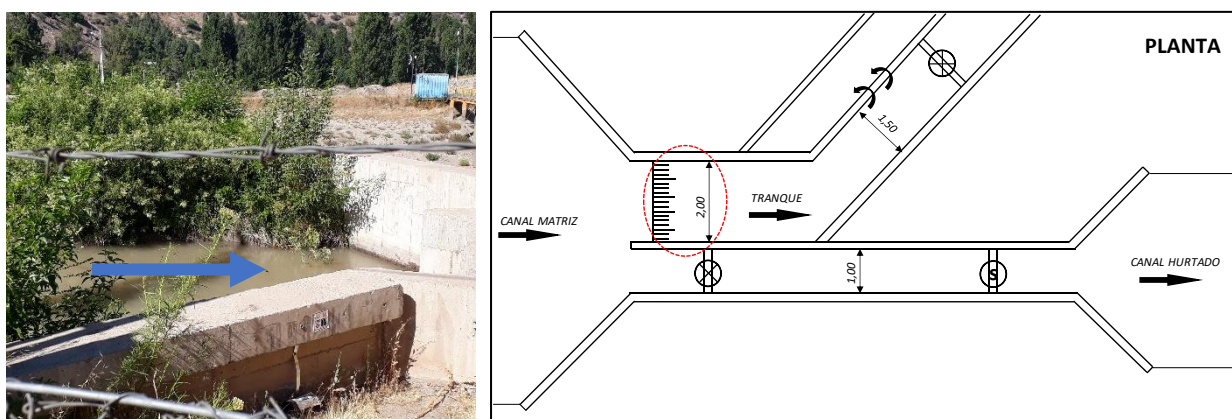 PLANTA
1,50
2,00
TRANQUE
CANAL MATRIZ
1,00
S
CANAL HURTADO